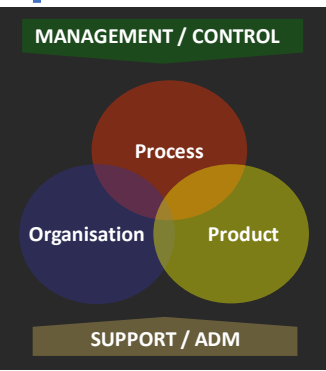 MANAGEMENT / CONTROL
Process
Organisation
Product
SUPPORT / ADM